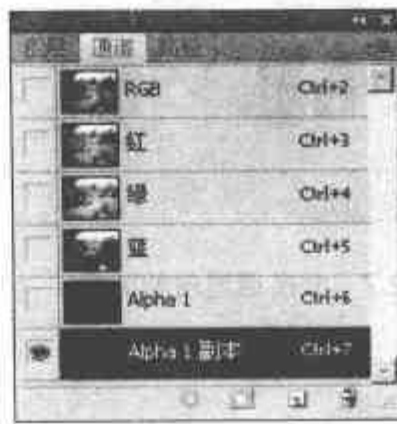 通道
RGB Ctrl+2
红 Ctrl+3
绿 Ctrl+4
蓝 Ctrl+5
Alpha 1 Ctrl+6
Alpha 1 副本 Ctrl+7